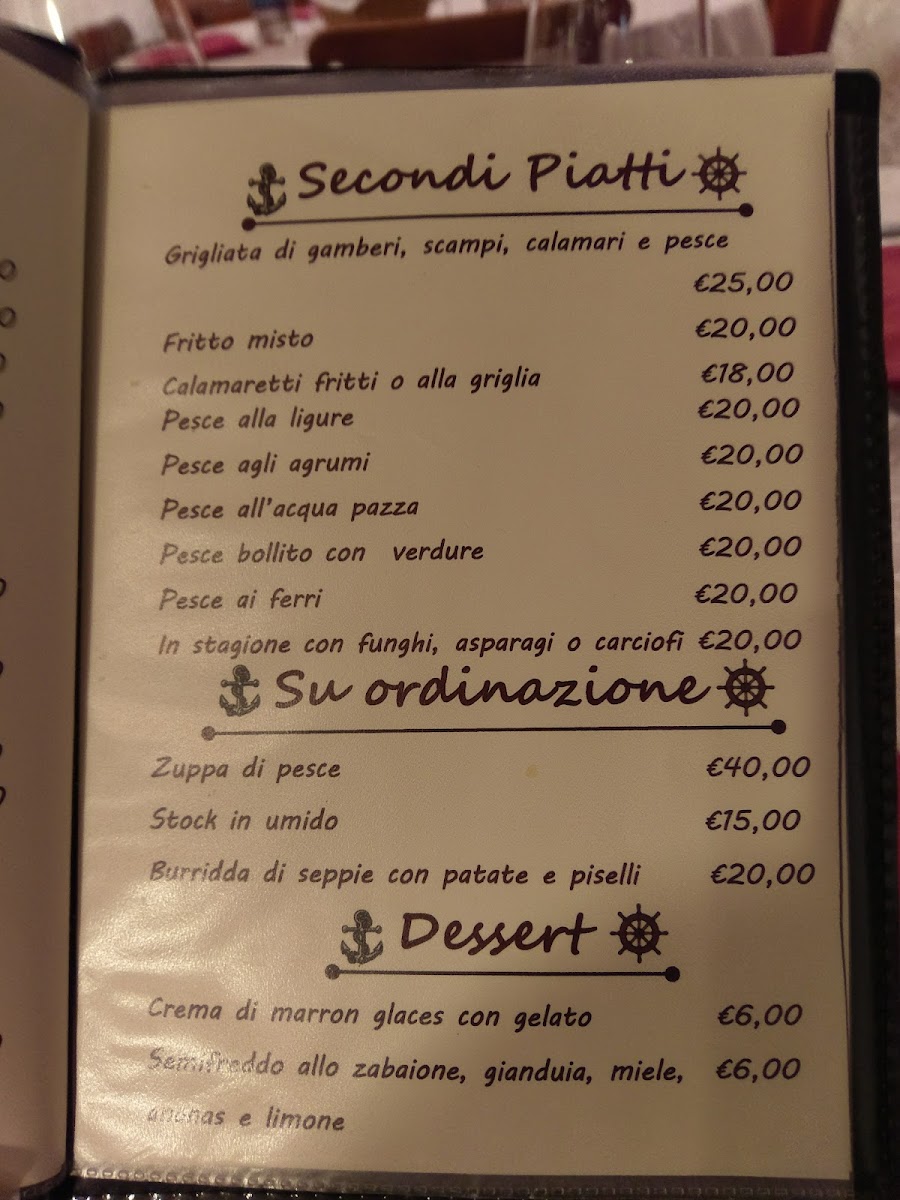 Secondi Piatti
Grigliata di gamberi, scampi, calamari e pesce
€25,00
Fritto misto €20,00
Calamaretti fritti o alla griglia €18,00
Pesce alla ligure €20,00
Pesce agli agrumi €20,00
Pesce all'acqua pazza €20,00
Pesce bollito con verdure €20,00
Pesce ai ferri €20,00
In stagione con funghi, asparagi o carciofi €20,00
Su ordinazione
Zuppa di pesce €40,00
Stock in umido €15,00
Burridda di seppie con patate e piselli €20,00
Dessert
Crema di marron glaces con gelato €6,00
Semifreddo allo zabaione, gianduia, miele, €6,00
ananas e limone